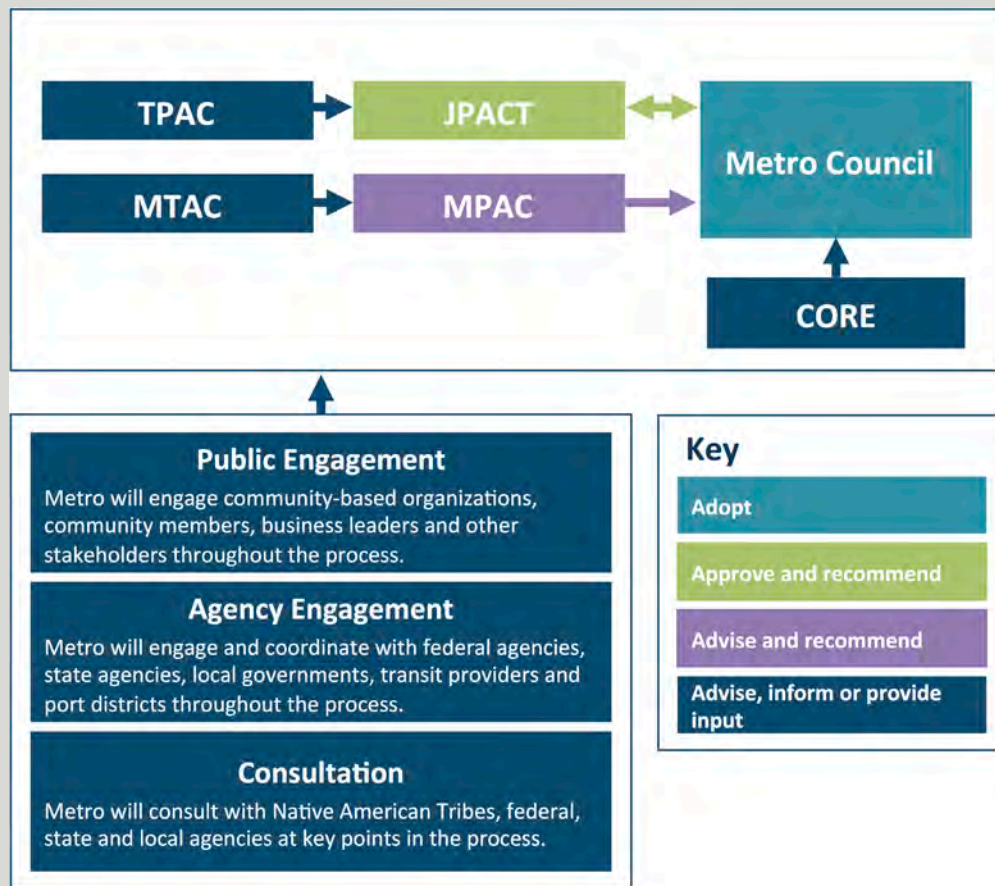 TPAC
JPACT
Metro Council
MTAC
MPAC
CORE
Public Engagement
Metro will engage community-based organizations,
community members, business leaders and other
stakeholders throughout the process.
Agency Engagement
Metro will engage and coordinate with federal agencies,
state agencies, local governments, transit providers and
port districts throughout the process.
Consultation
Metro will consult with Native American Tribes, federal,
state and local agencies at key points in the process.
Key
Adopt
Approve and recommend
Advise and recommend
Advise, inform or provide
input